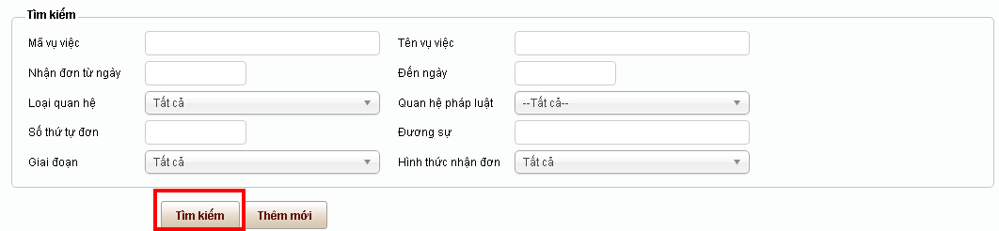 Tìm kiếm
Mã vụ việc Tên vụ việc
Nhận đơn từ ngày Đến ngày
Loại quan hệ Tất cả Quan hệ pháp luật --Tất cả--
Số thứ tự đơn Đương sự
Giai đoạn Tất cả Hình thức nhận đơn Tất cả
Tìm kiếm Thêm mới